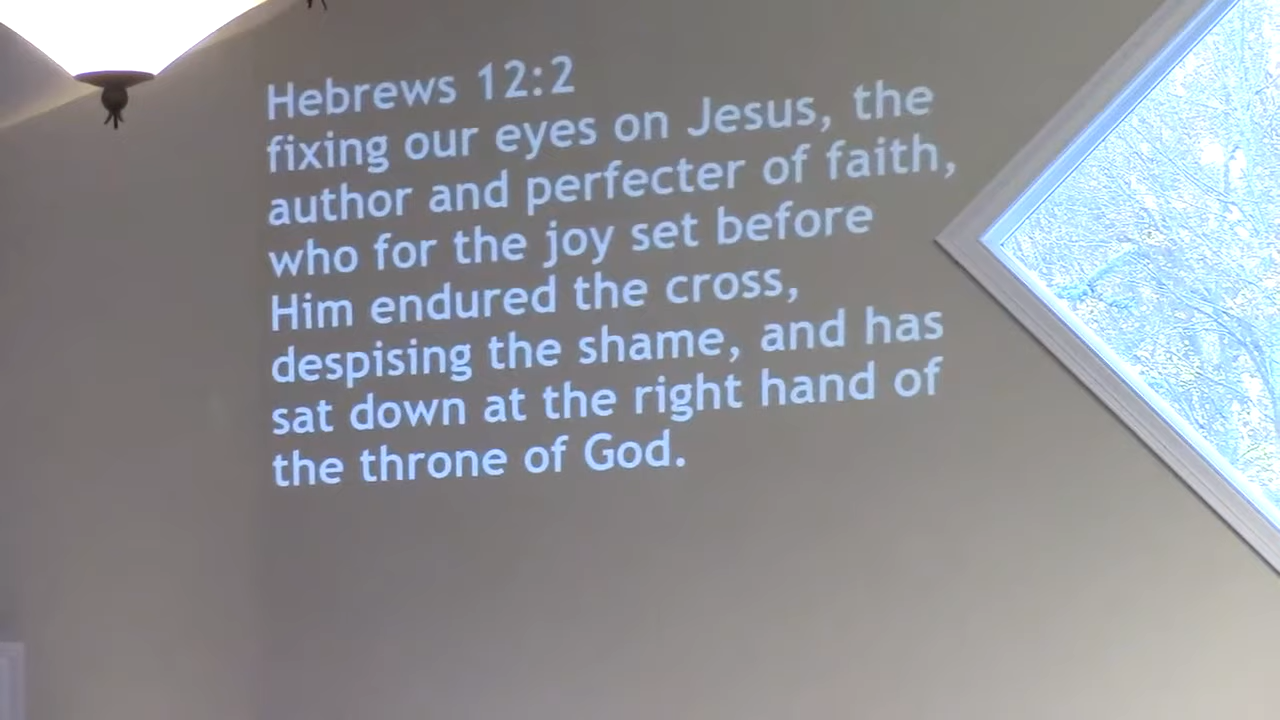 Hebrews 12:2
fixing our eyes on Jesus, the
author and perfecter of faith,
who for the joy set before
Him endured the cross,
despising the shame, and has
sat down at the right hand of
the throne of God.